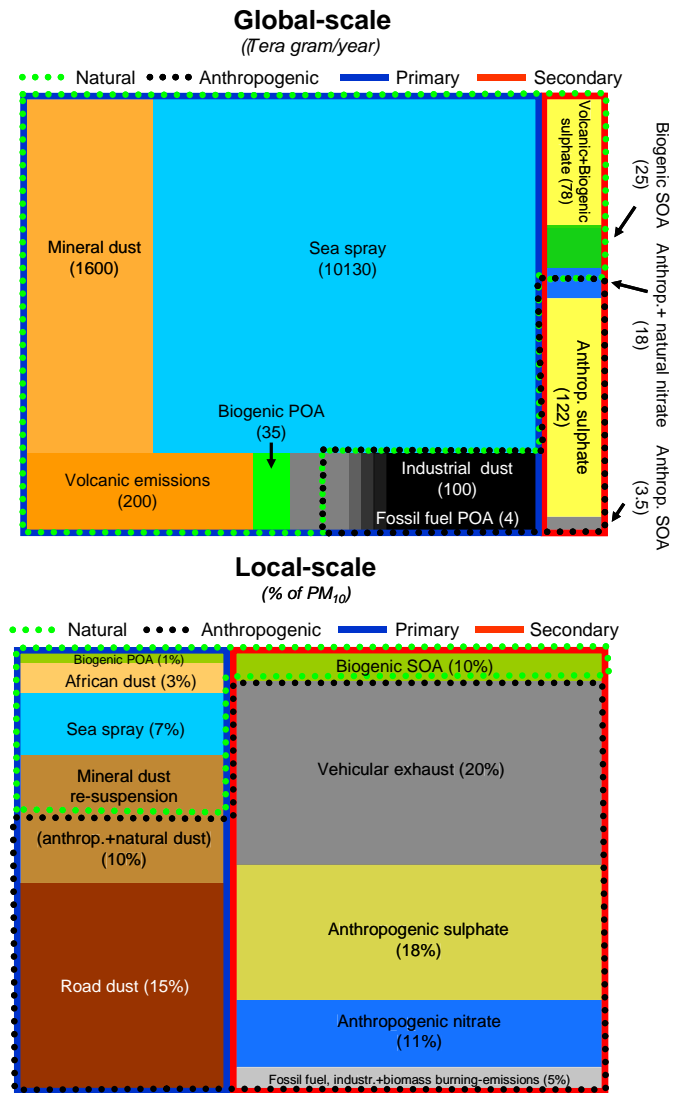 Global-scale
((Tera gram/year)
Natural Anthropogenic Primary Secondary
Mineral dust
(1600)
Sea spray
(10130)
Biogenic POA
(35)
Volcanic emissions
(200)
Industrial dust
(100)
Fossil fuel POA (4)
Volcanic+Biogenic
sulphate (78)
Anthrop. sulphate
(122)
Biogenic SOA
(25)
Anthrop.+ natural nitrate
(18)
Anthrop. SOA
(3.5)
Local-scale
(% of PM10)
Natural Anthropogenic Primary Secondary
Biogenic POA (1%)
African dust (3%)
Sea spray (7%)
Mineral dust
re-suspension
(anthrop.+natural dust)
(10%)
Road dust (15%)
Biogenic SOA (10%)
Vehicular exhaust (20%)
Anthropogenic sulphate
(18%)
Anthropogenic nitrate
(11%)
Fossil fuel, industr.+biomass burning-emissions (5%)